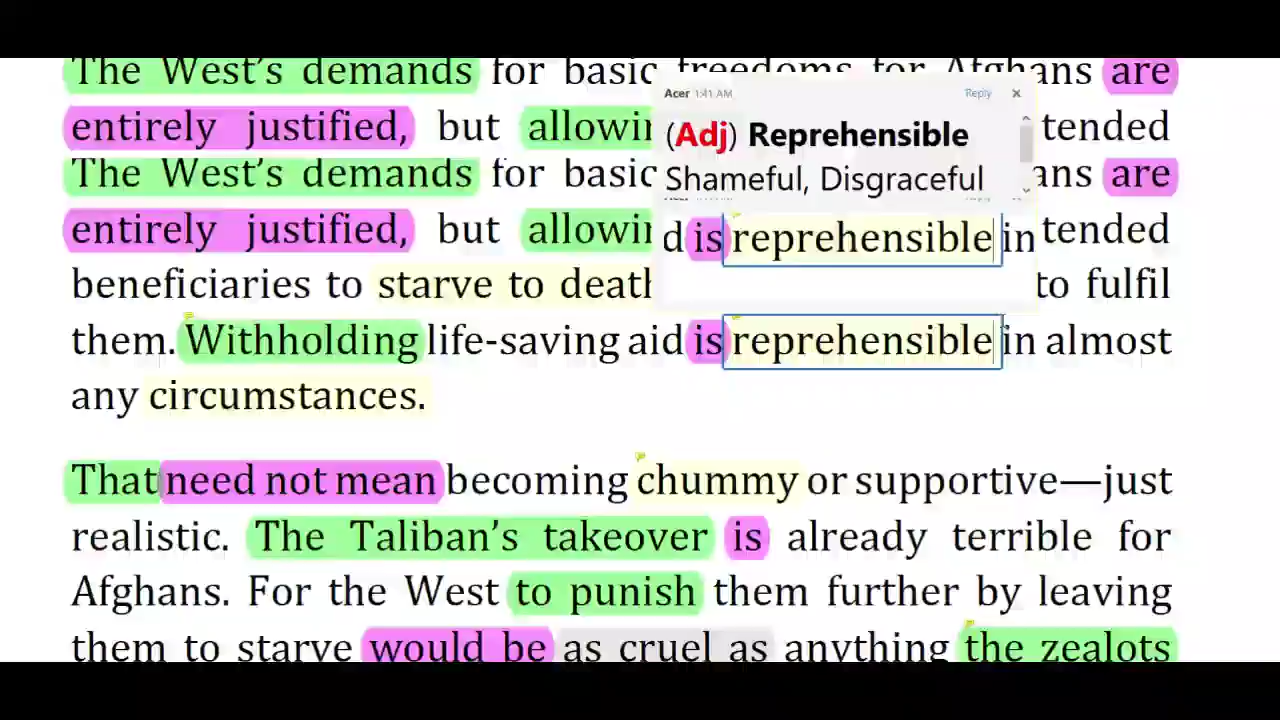 The West's demands for basic freedoms for Afghans are
Acer 1:41 AM Reply ×
entirely justified, but tended
(Adj) Reprehensible
The West's demands for basic are
Shameful, Disgraceful
entirely justified, but tended
d is reprehensible in
beneficiaries to starve to death to fulfil
them. Withholding life-saving aid is reprehensible in almost
any circumstances.
That need not mean becoming chummy or supportive—just
realistic. The Taliban's takeover is already terrible for
Afghans. For the West to punish them further by leaving
them to starve would be as cruel as anything the zealots